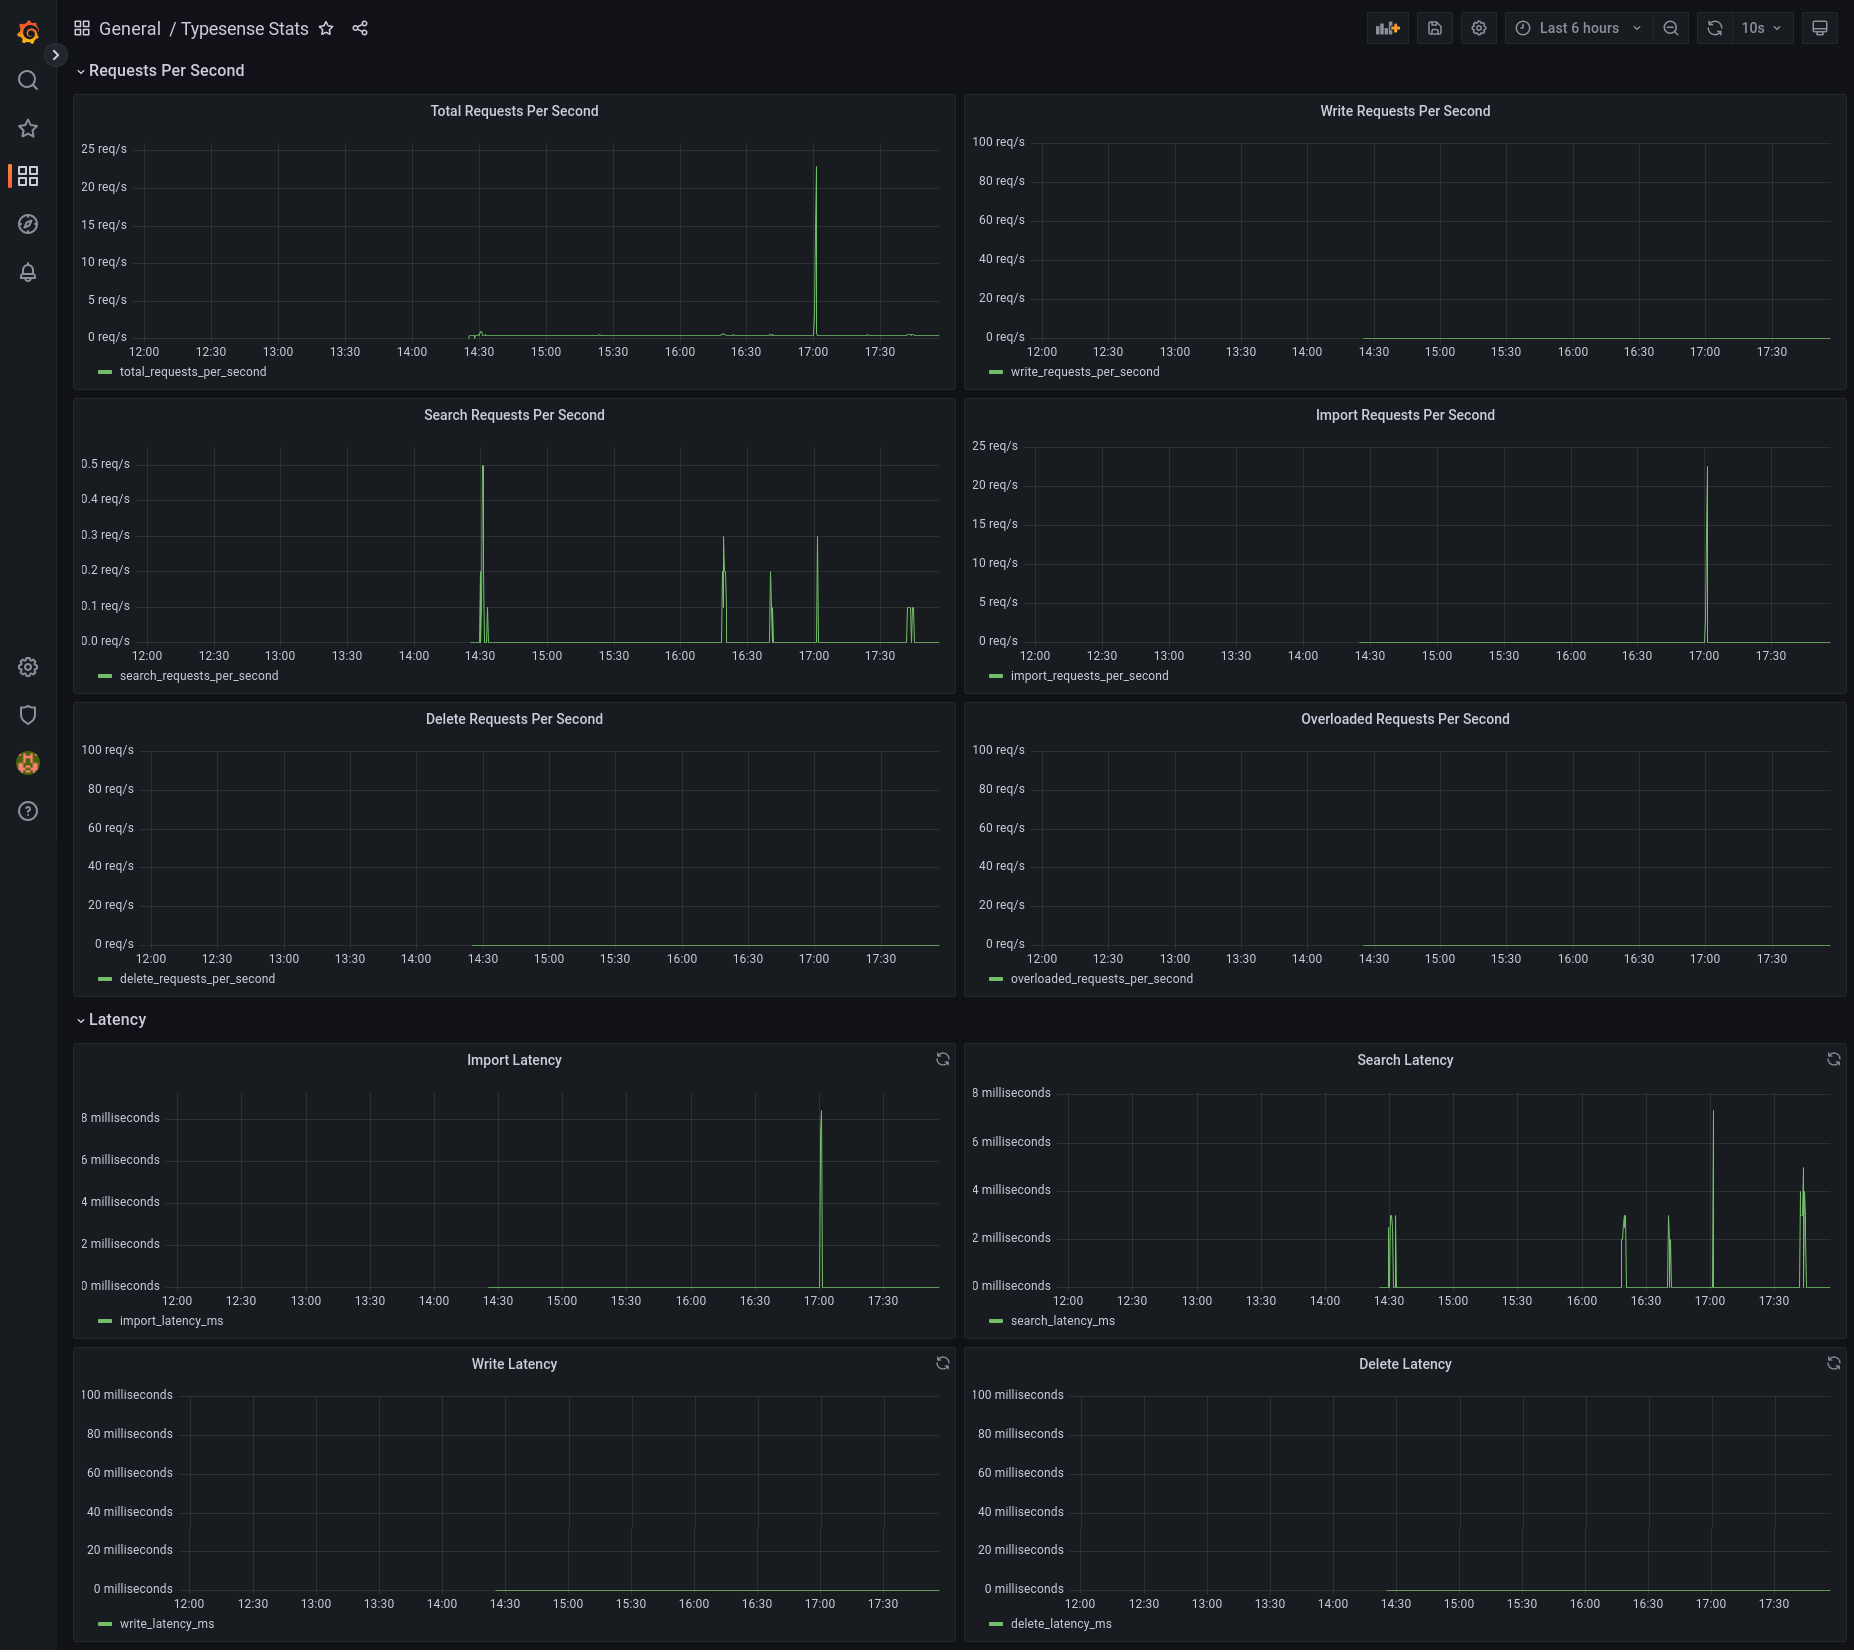 General / Typesense Stats
Last 6 hours
10s
Requests Per Second
Total Requests Per Second
25 req/s
20 req/s
15 req/s
10 req/s
5 req/s
0 req/s
12:00 12:30 13:00 13:30 14:00 14:30 15:00 15:30 16:00 16:30 17:00 17:30
total_requests_per_second
Write Requests Per Second
100 req/s
80 req/s
60 req/s
40 req/s
20 req/s
0 req/s
12:00 12:30 13:00 13:30 14:00 14:30 15:00 15:30 16:00 16:30 17:00 17:30
write_requests_per_second
Search Requests Per Second
0.5 req/s
0.4 req/s
0.3 req/s
0.2 req/s
0.1 req/s
0.0 req/s
12:00 12:30 13:00 13:30 14:00 14:30 15:00 15:30 16:00 16:30 17:00 17:30
search_requests_per_second
Import Requests Per Second
25 req/s
20 req/s
15 req/s
10 req/s
5 req/s
0 req/s
12:00 12:30 13:00 13:30 14:00 14:30 15:00 15:30 16:00 16:30 17:00 17:30
import_requests_per_second
Delete Requests Per Second
100 req/s
80 req/s
60 req/s
40 req/s
20 req/s
0 req/s
12:00 12:30 13:00 13:30 14:00 14:30 15:00 15:30 16:00 16:30 17:00 17:30
delete_requests_per_second
Overloaded Requests Per Second
100 req/s
80 req/s
60 req/s
40 req/s
20 req/s
0 req/s
12:00 12:30 13:00 13:30 14:00 14:30 15:00 15:30 16:00 16:30 17:00 17:30
overloaded_requests_per_second
Latency
Import Latency
8 milliseconds
6 milliseconds
4 milliseconds
2 milliseconds
0 milliseconds
12:00 12:30 13:00 13:30 14:00 14:30 15:00 15:30 16:00 16:30 17:00 17:30
import_latency_ms
Search Latency
8 milliseconds
6 milliseconds
4 milliseconds
2 milliseconds
0 milliseconds
12:00 12:30 13:00 13:30 14:00 14:30 15:00 15:30 16:00 16:30 17:00 17:30
search_latency_ms
Write Latency
100 milliseconds
80 milliseconds
60 milliseconds
40 milliseconds
20 milliseconds
0 milliseconds
12:00 12:30 13:00 13:30 14:00 14:30 15:00 15:30 16:00 16:30 17:00 17:30
write_latency_ms
Delete Latency
100 milliseconds
80 milliseconds
60 milliseconds
40 milliseconds
20 milliseconds
0 milliseconds
12:00 12:30 13:00 13:30 14:00 14:30 15:00 15:30 16:00 16:30 17:00 17:30
delete_latency_ms